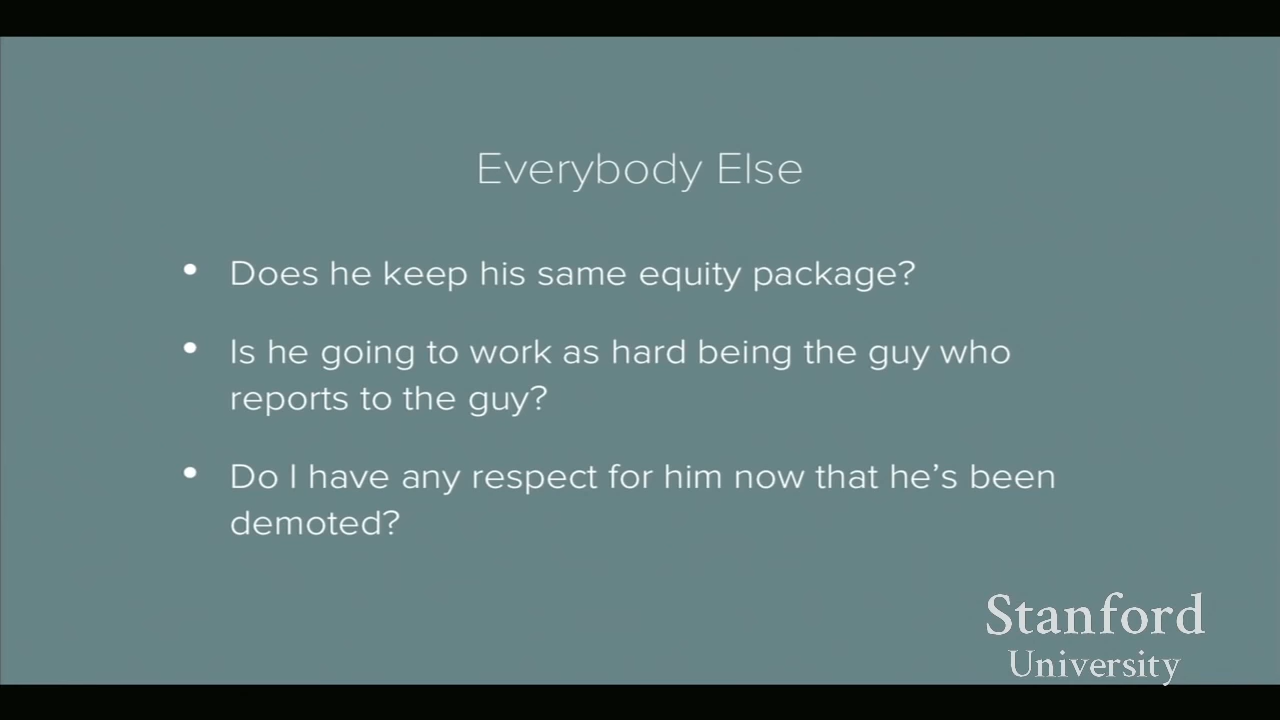 Everybody Else
• Does he keep his same equity package?
• Is he going to work as hard being the guy who
reports to the guy?
• Do I have any respect for him now that he’s been
demoted?
Stanford
University